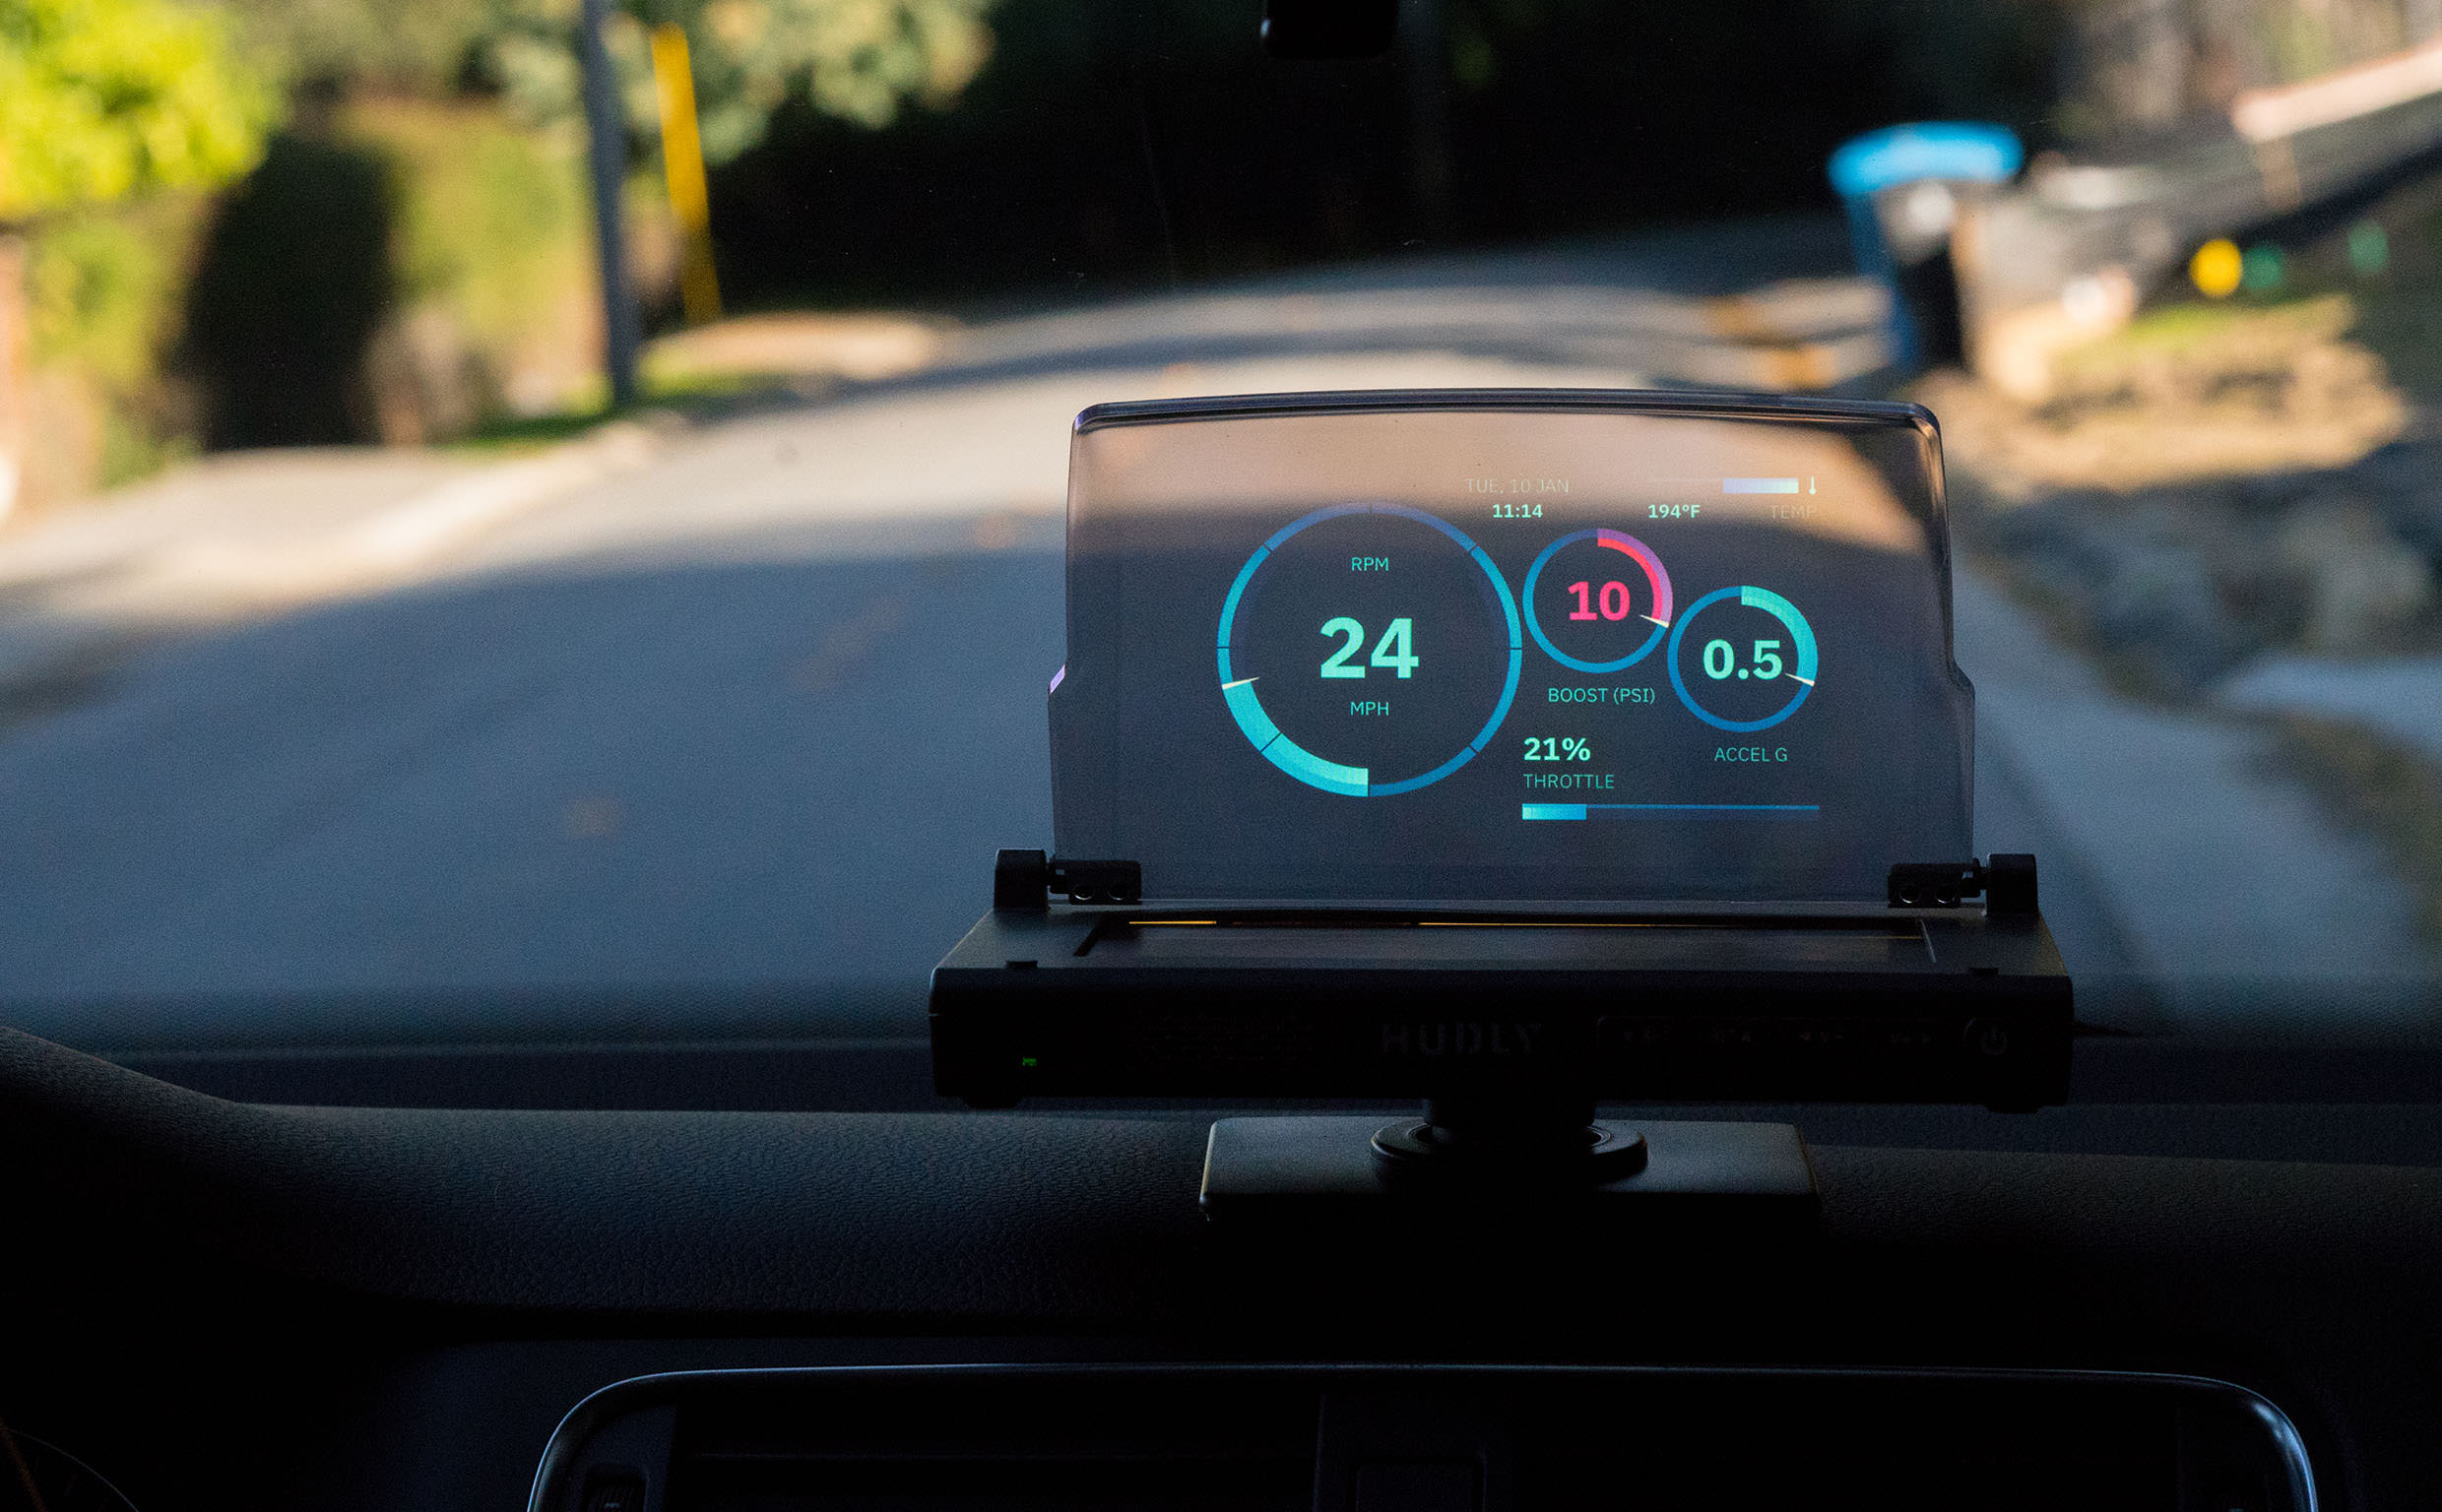 TUE, 10 JAN
11:14
194°F
TEMP
RPM
24
MPH
10
BOOST (PSI)
0.5
ACCEL G
21%
THROTTLE
HUDLY